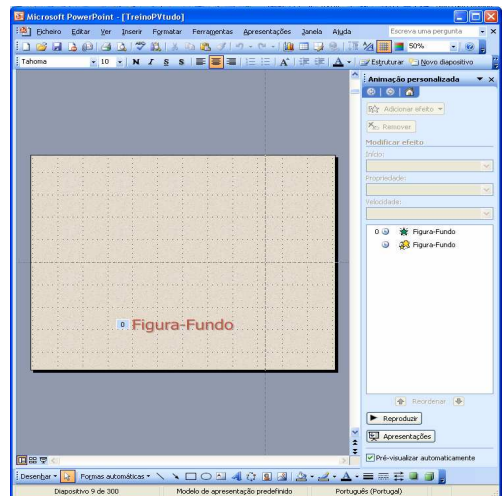 Microsoft PowerPoint - [TreinoPVtudo]
Ficheiro Editar Ver Inserir Formatar Ferramentas Apresentações Janela Ajuda Escreva uma pergunta
50%
Tahoma 10 N I S S Estruturar Novo diapositivo
Animação personalizada
Adicionar efeito
Remover
Modificar efeito
Início:
Propriedade:
Velocidade:
0 Figura-Fundo
Figura-Fundo
0 Figura-Fundo
Reordenar
Reproduzir
Apresentações
Pré-visualizar automaticamente
Desenhar Formas automáticas
Diapositivo 9 de 300 Modelo de apresentação predefinido Português (Portugal)